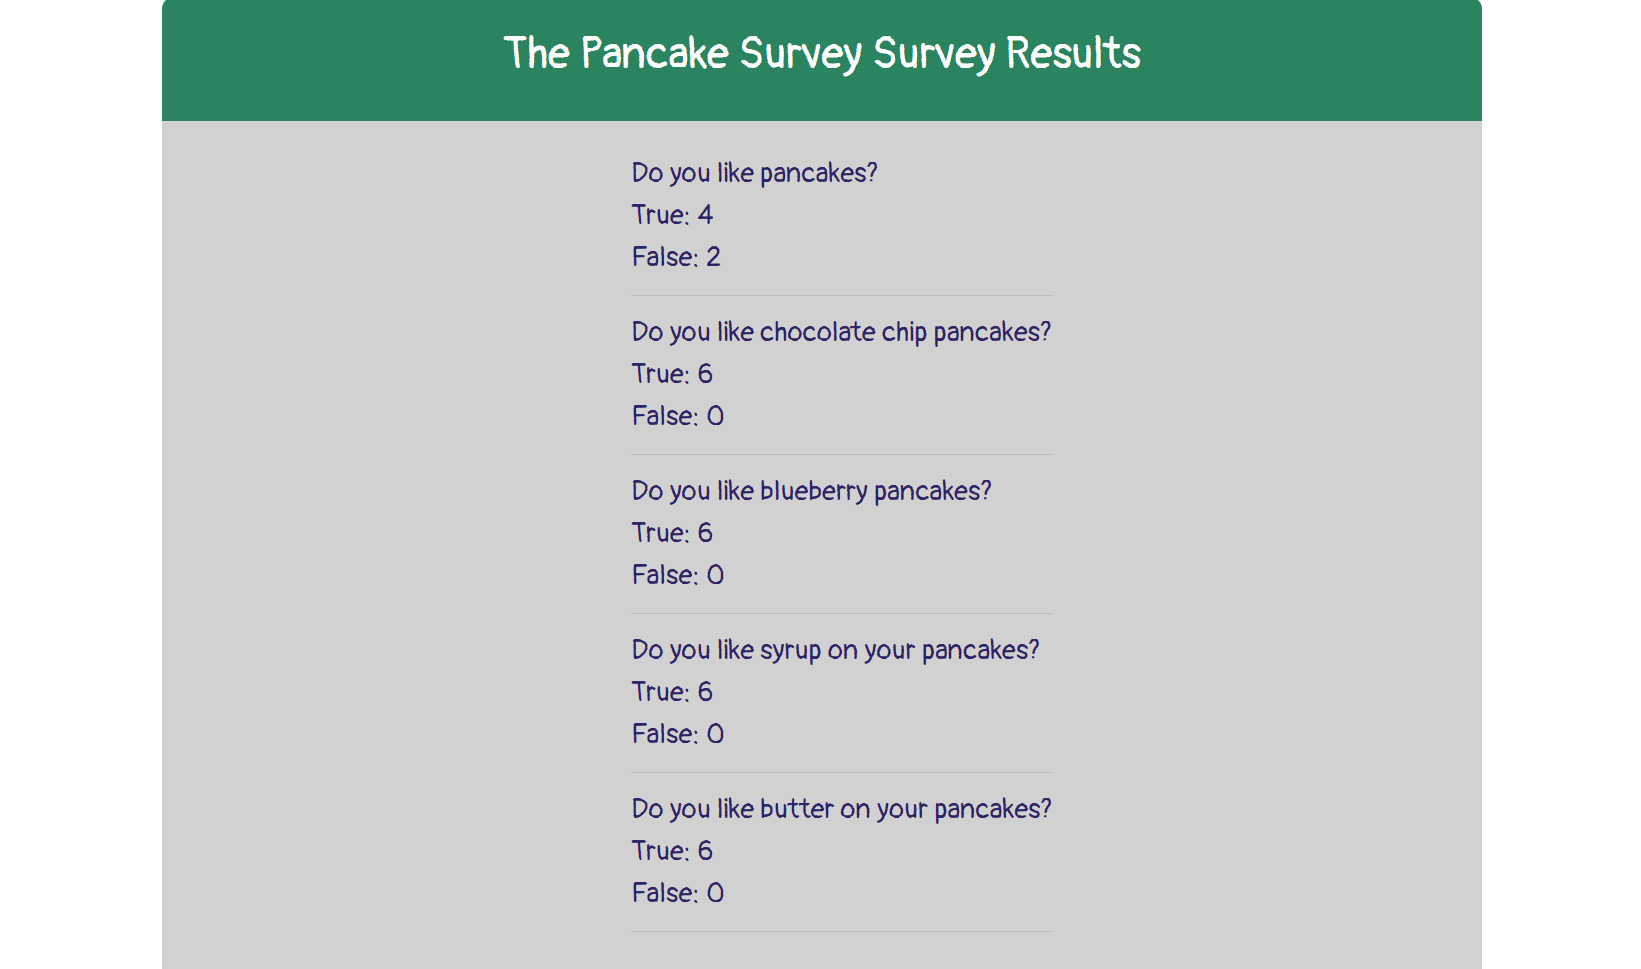 The Pancake Survey Survey Results
Do you like pancakes?
True: 4
False: 2
Do you like chocolate chip pancakes?
True: 6
False: 0
Do you like blueberry pancakes?
True: 6
False: 0
Do you like syrup on your pancakes?
True: 6
False: 0
Do you like butter on your pancakes?
True: 6
False: 0